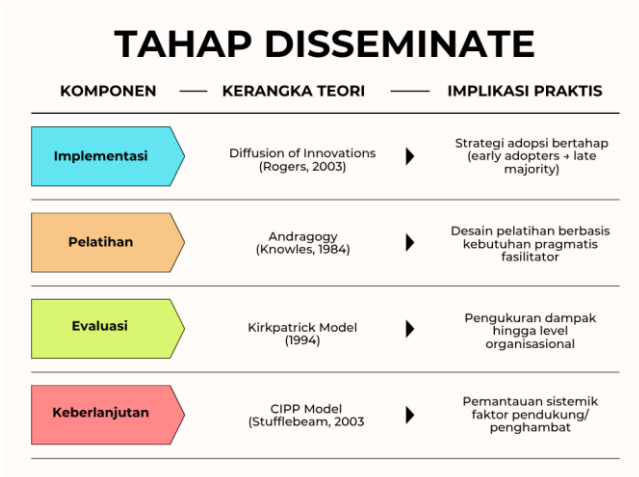 TAHAP DISSEMINATE
KOMPONEN — KERANGKA TEORI — IMPLIKASI PRAKTIS
Implementasi
Diffusion of Innovations
(Rogers, 2003)
Strategi adopsi bertahap
(early adopters → late
majority)
Pelatihan
Andragogy
(Knowles, 1984)
Desain pelatihan berbasis
kebutuhan pragmatis
fasilitator
Evaluasi
Kirkpatrick Model
(1994)
Pengukuran dampak
hingga level
organisasional
Keberlanjutan
CIPP Model
(Stufflebeam, 2003
Pemantauan sistemik
faktor pendukung/
penghambat